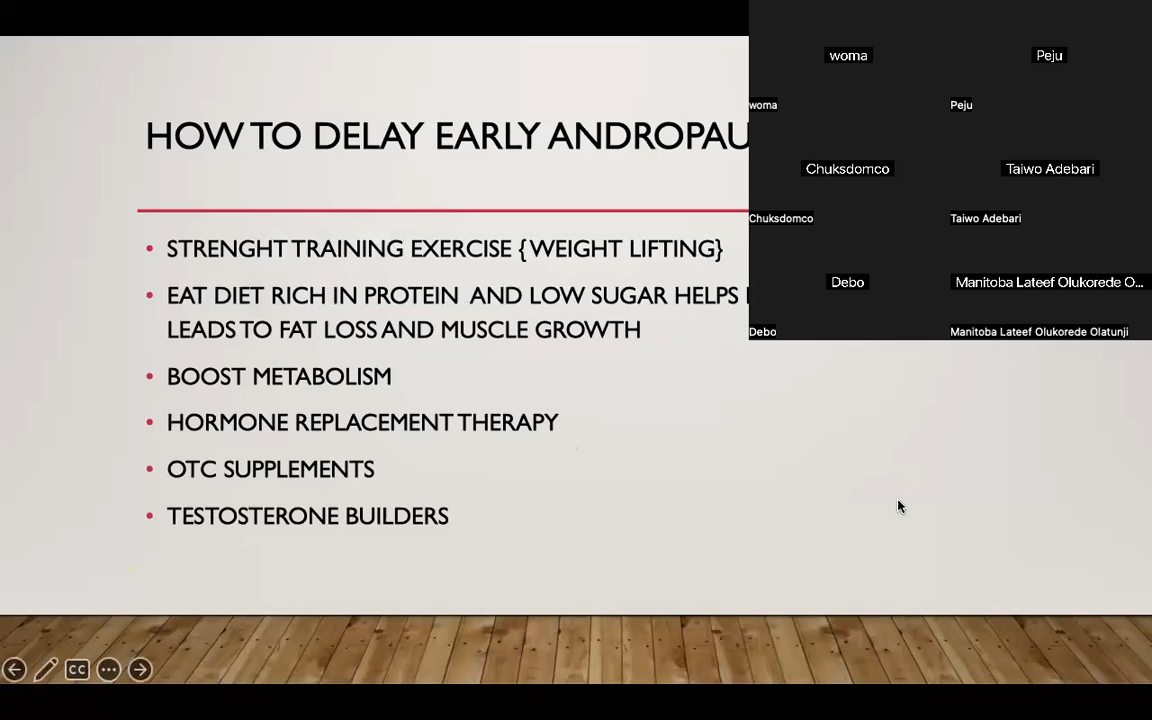 HOW TO DELAY EARLY ANDROPAU
• STRENGHT TRAINING EXERCISE {WEIGHT LIFTING}
• EAT DIET RICH IN PROTEIN AND LOW SUGAR HELPS
LEADS TO FAT LOSS AND MUSCLE GROWTH
• BOOST METABOLISM
• HORMONE REPLACEMENT THERAPY
• OTC SUPPLEMENTS
• TESTOSTERONE BUILDERS
woma
Peju
woma
Peju
Chuksdomco
Taiwo Adebari
Chuksdomco
Taiwo Adebari
Debo
Manitoba Lateef Olukorede O...
Debo
Manitoba Lateef Olukorede Olatunji
CC